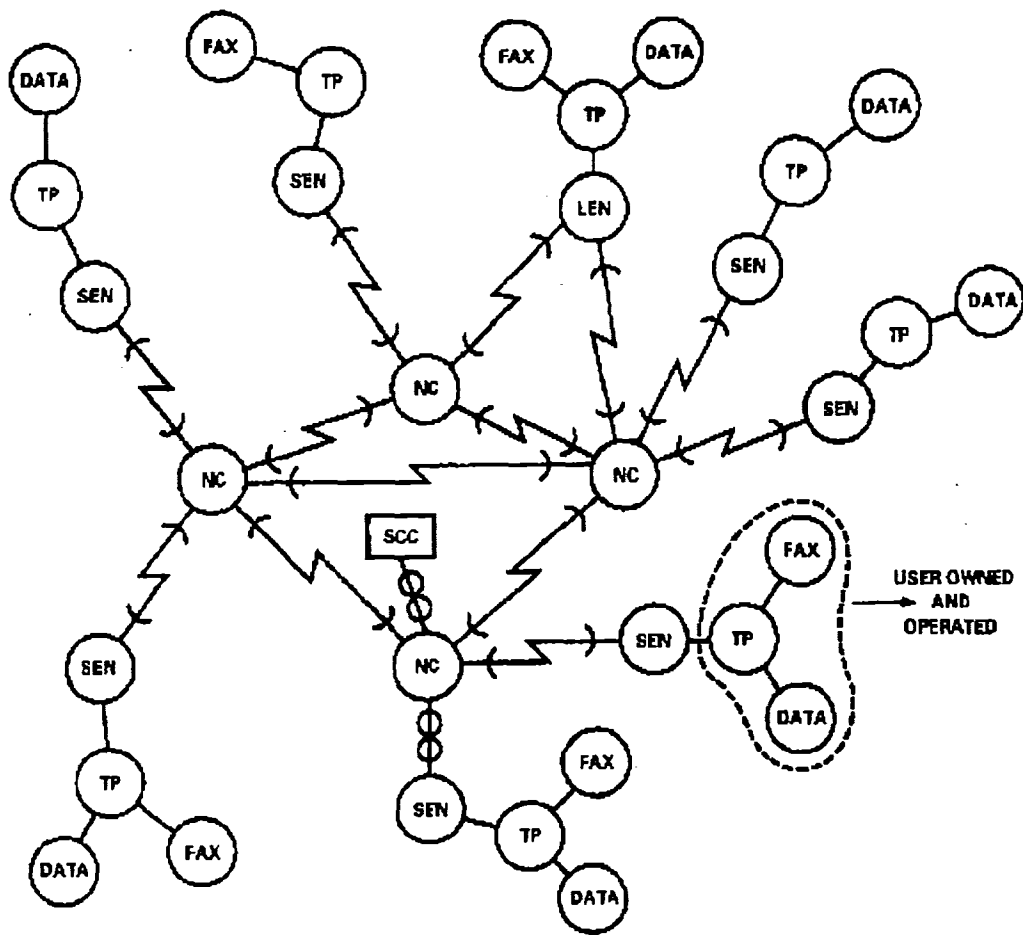 FAX
DATA
TP
FAX
DATA
TP
DATA
TP
SEN
TP
LEN
SEN
SEN
DATA
TP
NC
SEN
NC
NC
SCC
FAX
USER OWNED
AND
OPERATED
SEN
TP
SEN
NC
DATA
FAX
TP
SEN
TP
FAX
DATA
DATA